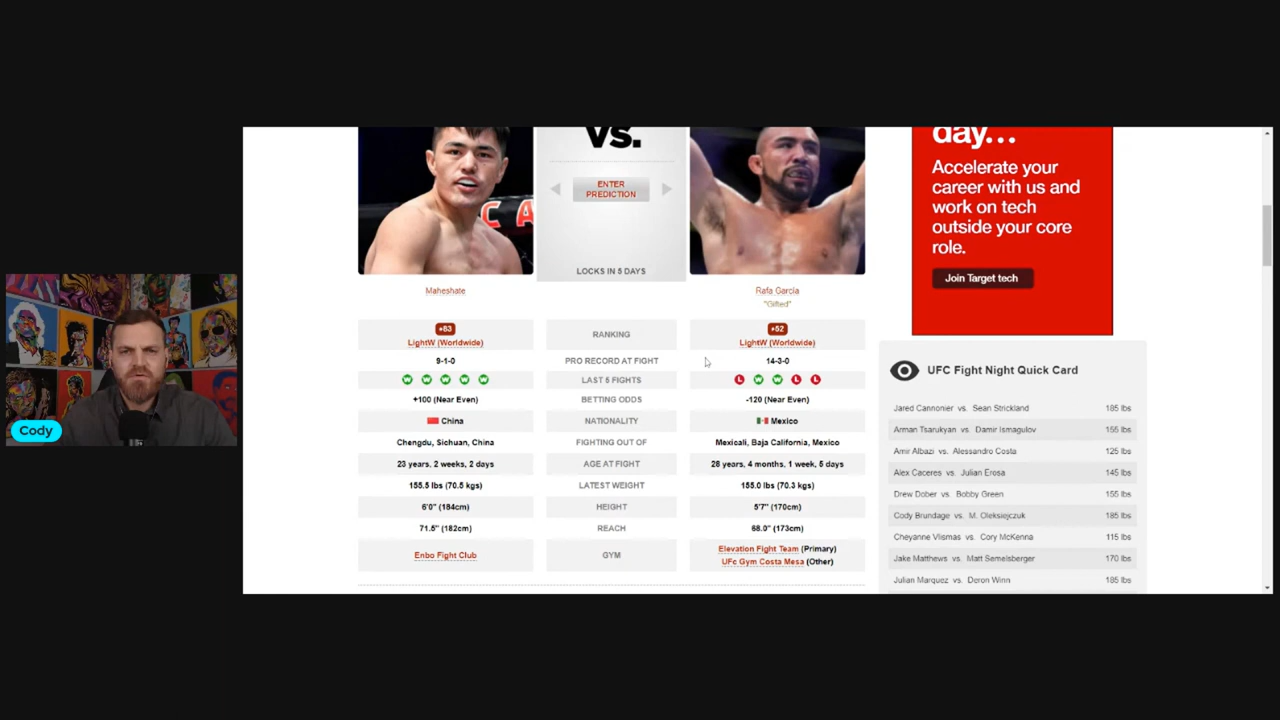 VS.
ENTER
PREDICTION
LOCKS IN 5 DAYS
Maheshate
Rafa Garcia
"Gifted"
+83
LightW (Worldwide)
RANKING
+52
LightW (Worldwide)
9-1-0
PRO RECORD AT FIGHT
14-3-0
W W W W W
LAST 5 FIGHTS
L W W L L
+100 (Near Even)
BETTING ODDS
-120 (Near Even)
China
NATIONALITY
Mexico
Chengdu, Sichuan, China
FIGHTING OUT OF
Mexicali, Baja California, Mexico
23 years, 2 weeks, 2 days
AGE AT FIGHT
28 years, 4 months, 1 week, 5 days
155.5 lbs (70.5 kgs)
LATEST WEIGHT
155.0 lbs (70.3 kgs)
6'0" (184cm)
HEIGHT
5'7" (170cm)
71.5" (182cm)
REACH
68.0" (173cm)
Enbo Fight Club
GYM
Elevation Fight Team (Primary)
UFC Gym Costa Mesa (Other)
day...
Accelerate your
career with us and
work on tech
outside your core
role.
Join Target tech
UFC Fight Night Quick Card
Jared Cannonier vs. Sean Strickland 185 lbs
Arman Tsarukyan vs. Damir Ismagulov 155 lbs
Amir Albazi vs. Alessandro Costa 125 lbs
Alex Caceres vs. Julian Erosa 145 lbs
Drew Dober vs. Bobby Green 155 lbs
Cody Brundage vs. M. Oleksiejczuk 185 lbs
Cheyanne Vlismas vs. Cory McKenna 115 lbs
Jake Matthews vs. Matt Semelsberger 170 lbs
Julian Marquez vs. Deron Winn 185 lbs
Cody